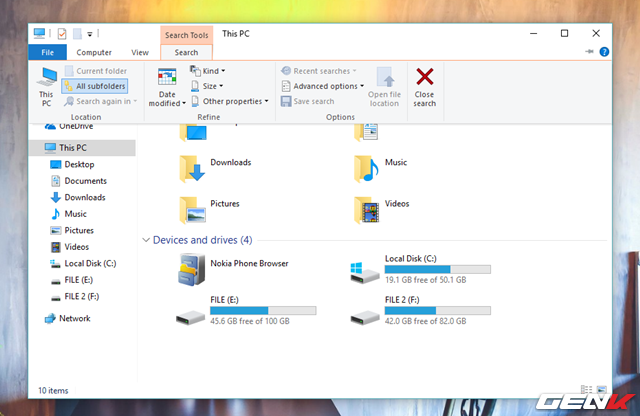 Search Tools This PC
File Computer View Search
This PC
Current folder
All subfolders
Search again in
Location
Date modified
Kind
Size
Other properties
Refine
Recent searches
Advanced options
Save search
Open file location
Options
Close search
OneDrive
This PC
Desktop
Documents
Downloads
Music
Pictures
Videos
Local Disk (C:)
FILE (E:)
FILE 2 (F:)
Network
Downloads
Music
Pictures
Videos
Devices and drives (4)
Nokia Phone Browser
Local Disk (C:)
19.1 GB free of 50.1 GB
FILE (E:)
45.6 GB free of 100 GB
FILE 2 (F:)
42.0 GB free of 82.0 GB
10 items
GENK